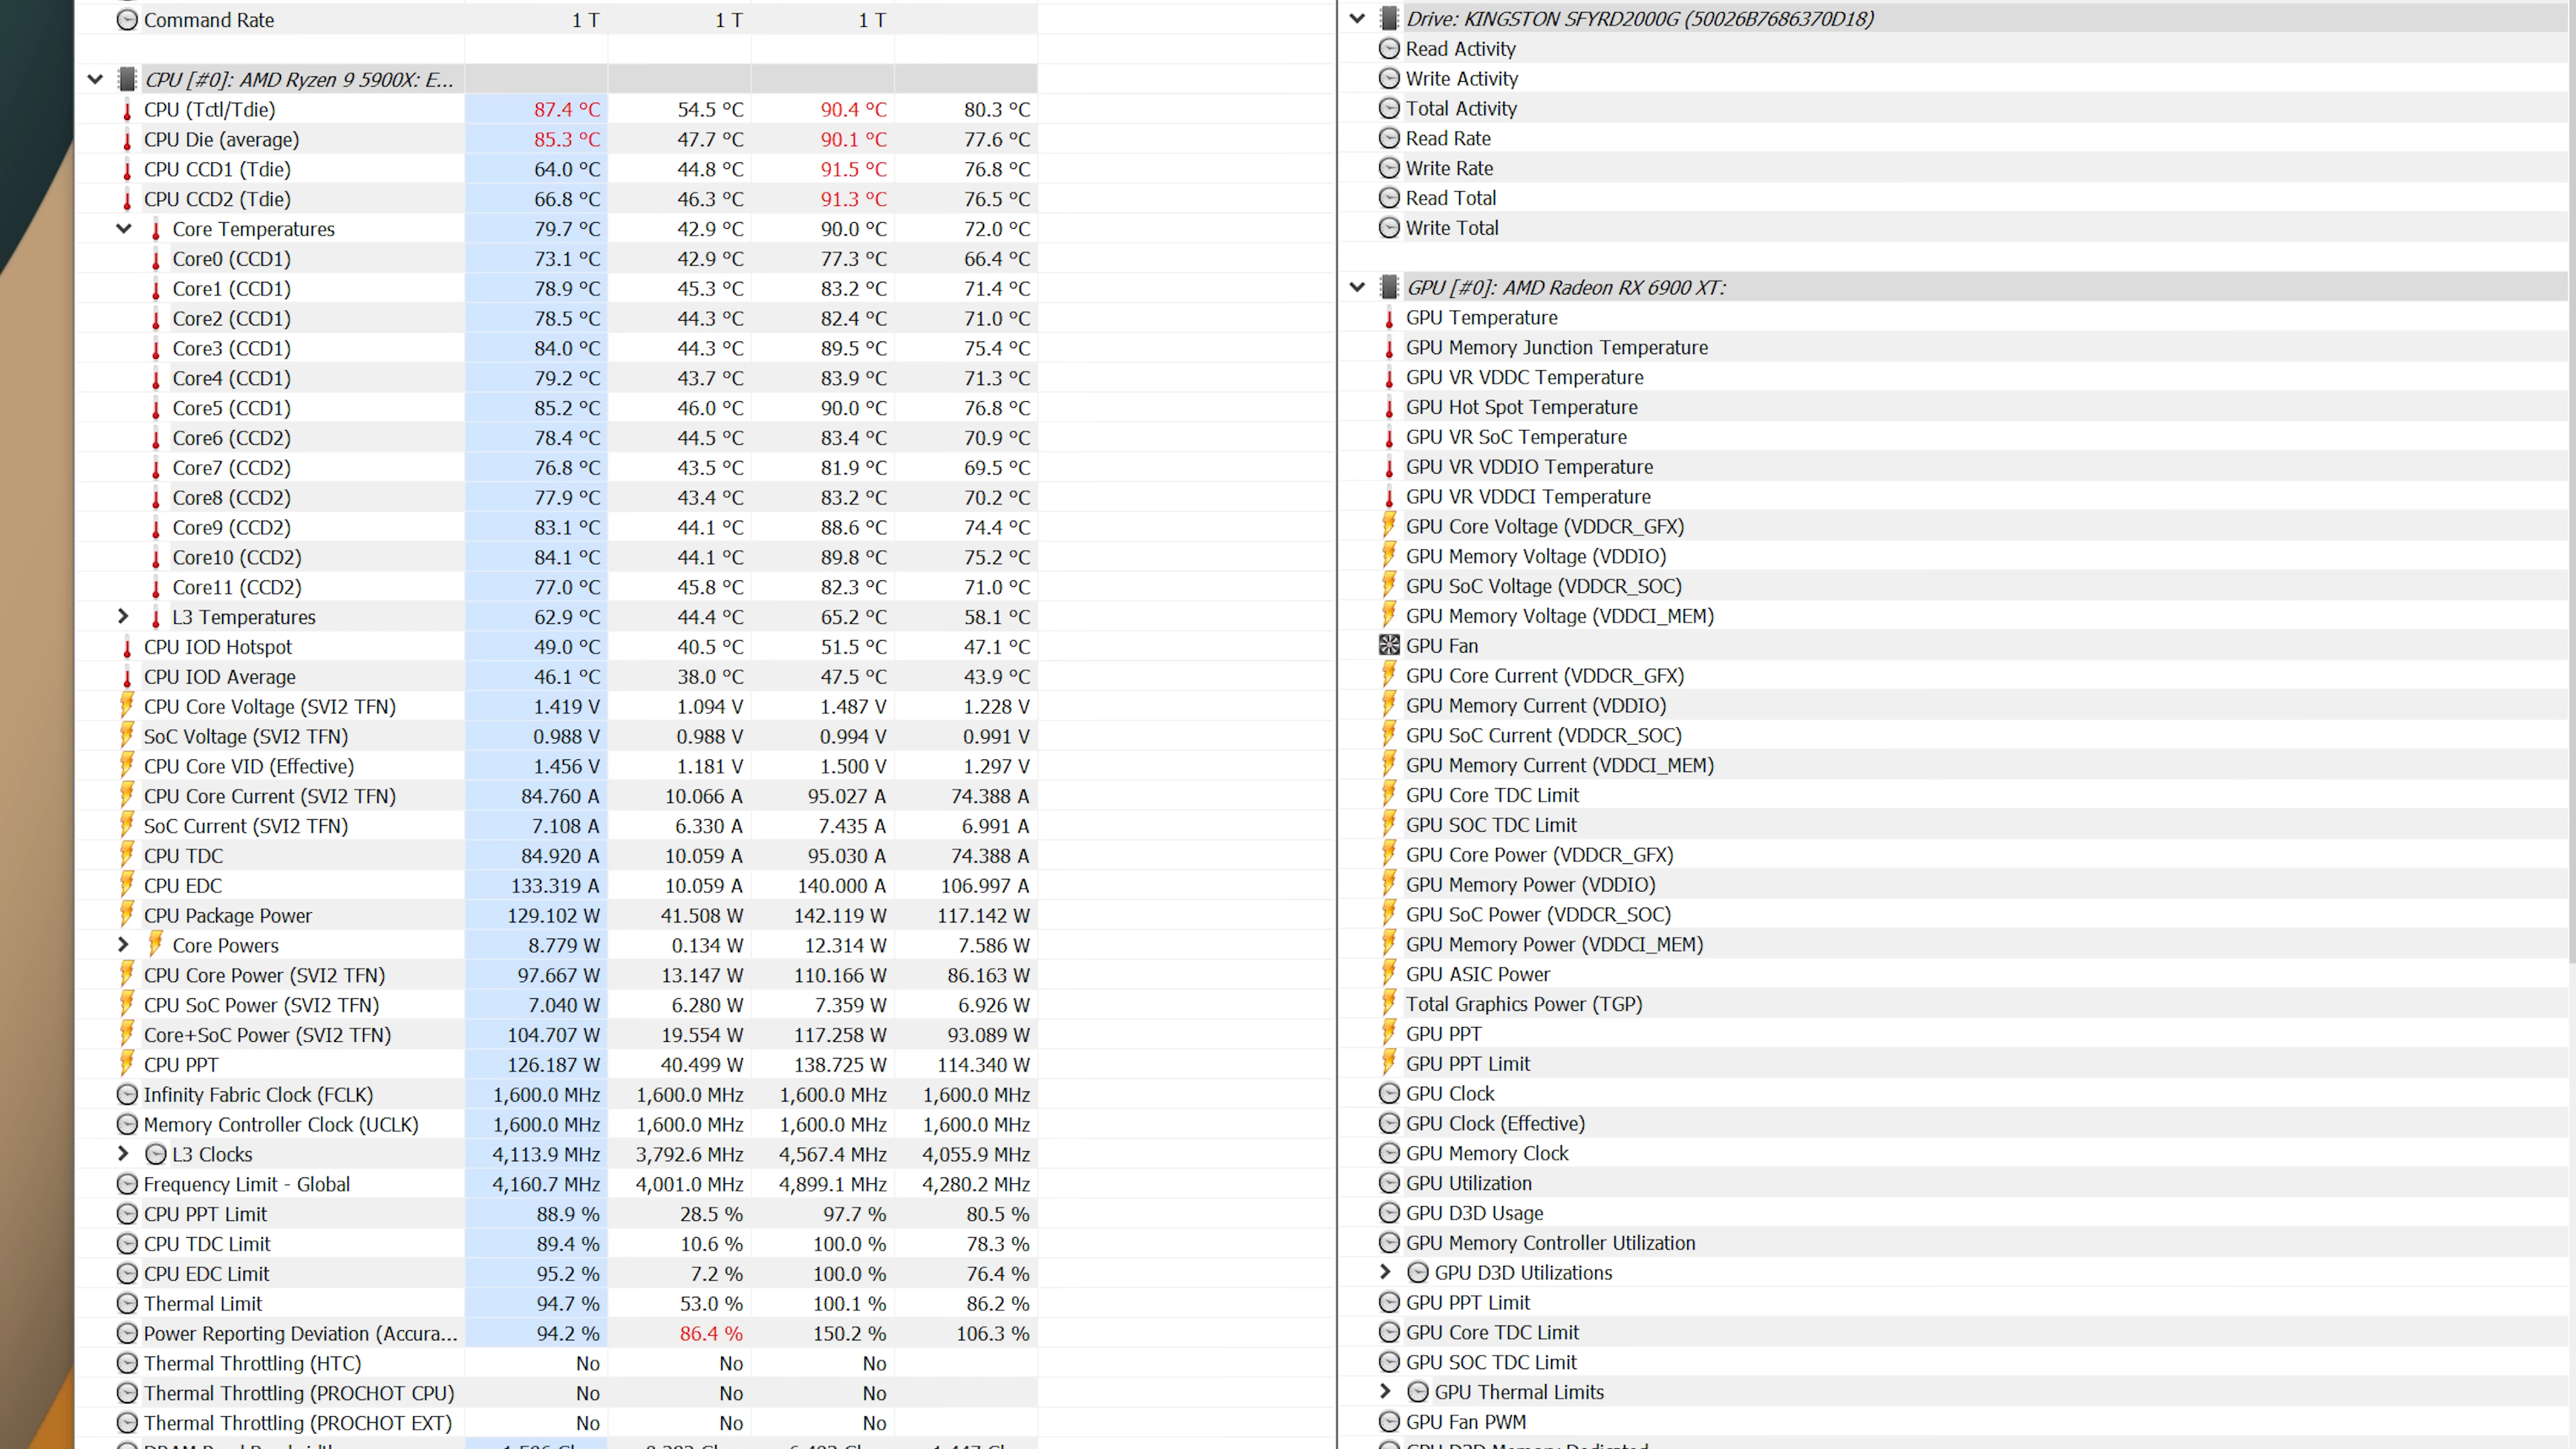 Command Rate 1 T 1 T 1 T
CPU [#0]: AMD Ryzen 9 5900X: E...
CPU (Tctl/Tdie) 87.4 °C 54.5 °C 90.4 °C 80.3 °C
CPU Die (average) 85.3 °C 47.7 °C 90.1 °C 77.6 °C
CPU CCD1 (Tdie) 64.0 °C 44.8 °C 91.5 °C 76.8 °C
CPU CCD2 (Tdie) 66.8 °C 46.3 °C 91.3 °C 76.5 °C
Core Temperatures 79.7 °C 42.9 °C 90.0 °C 72.0 °C
Core0 (CCD1) 73.1 °C 42.9 °C 77.3 °C 66.4 °C
Core1 (CCD1) 78.9 °C 45.3 °C 83.2 °C 71.4 °C
Core2 (CCD1) 78.5 °C 44.3 °C 82.4 °C 71.0 °C
Core3 (CCD1) 84.0 °C 44.3 °C 89.5 °C 75.4 °C
Core4 (CCD1) 79.2 °C 43.7 °C 83.9 °C 71.3 °C
Core5 (CCD1) 85.2 °C 46.0 °C 90.0 °C 76.8 °C
Core6 (CCD2) 78.4 °C 44.5 °C 83.4 °C 70.9 °C
Core7 (CCD2) 76.8 °C 43.5 °C 81.9 °C 69.5 °C
Core8 (CCD2) 77.9 °C 43.4 °C 83.2 °C 70.2 °C
Core9 (CCD2) 83.1 °C 44.1 °C 88.6 °C 74.4 °C
Core10 (CCD2) 84.1 °C 44.1 °C 89.8 °C 75.2 °C
Core11 (CCD2) 77.0 °C 45.8 °C 82.3 °C 71.0 °C
L3 Temperatures 62.9 °C 44.4 °C 65.2 °C 58.1 °C
CPU IOD Hotspot 49.0 °C 40.5 °C 51.5 °C 47.1 °C
CPU IOD Average 46.1 °C 38.0 °C 47.5 °C 43.9 °C
CPU Core Voltage (SVI2 TFN) 1.419 V 1.094 V 1.487 V 1.228 V
SoC Voltage (SVI2 TFN) 0.988 V 0.988 V 0.994 V 0.991 V
CPU Core VID (Effective) 1.456 V 1.181 V 1.500 V 1.297 V
CPU Core Current (SVI2 TFN) 84.760 A 10.066 A 95.027 A 74.388 A
SoC Current (SVI2 TFN) 7.108 A 6.330 A 7.435 A 6.991 A
CPU TDC 84.920 A 10.059 A 95.030 A 74.388 A
CPU EDC 133.319 A 10.059 A 140.000 A 106.997 A
CPU Package Power 129.102 W 41.508 W 142.119 W 117.142 W
Core Powers 8.779 W 0.134 W 12.314 W 7.586 W
CPU Core Power (SVI2 TFN) 97.667 W 13.147 W 110.166 W 86.163 W
CPU SoC Power (SVI2 TFN) 7.040 W 6.280 W 7.359 W 6.926 W
Core+SoC Power (SVI2 TFN) 104.707 W 19.554 W 117.258 W 93.089 W
CPU PPT 126.187 W 40.499 W 138.725 W 114.340 W
Infinity Fabric Clock (FCLK) 1,600.0 MHz 1,600.0 MHz 1,600.0 MHz 1,600.0 MHz
Memory Controller Clock (UCLK) 1,600.0 MHz 1,600.0 MHz 1,600.0 MHz 1,600.0 MHz
L3 Clocks 4,113.9 MHz 3,792.6 MHz 4,567.4 MHz 4,055.9 MHz
Frequency Limit - Global 4,160.7 MHz 4,001.0 MHz 4,899.1 MHz 4,280.2 MHz
CPU PPT Limit 88.9 % 28.5 % 97.7 % 80.5 %
CPU TDC Limit 89.4 % 10.6 % 100.0 % 78.3 %
CPU EDC Limit 95.2 % 7.2 % 100.0 % 76.4 %
Thermal Limit 94.7 % 53.0 % 100.1 % 86.2 %
Power Reporting Deviation (Accura... 94.2 % 86.4 % 150.2 % 106.3 %
Thermal Throttling (HTC) No No No
Thermal Throttling (PROCHOT CPU) No No No
Thermal Throttling (PROCHOT EXT) No No No
Drive: KINGSTON SFYRD2000G (50026B7686370D18)
Read Activity
Write Activity
Total Activity
Read Rate
Write Rate
Read Total
Write Total
GPU [#0]: AMD Radeon RX 6900 XT:
GPU Temperature
GPU Memory Junction Temperature
GPU VR VDDC Temperature
GPU Hot Spot Temperature
GPU VR SoC Temperature
GPU VR VDDIO Temperature
GPU VR VDDCI Temperature
GPU Core Voltage (VDDCR_GFX)
GPU Memory Voltage (VDDIO)
GPU SoC Voltage (VDDCR_SOC)
GPU Memory Voltage (VDDCI_MEM)
GPU Fan
GPU Core Current (VDDCR_GFX)
GPU Memory Current (VDDIO)
GPU SoC Current (VDDCR_SOC)
GPU Memory Current (VDDCI_MEM)
GPU Core TDC Limit
GPU SOC TDC Limit
GPU Core Power (VDDCR_GFX)
GPU Memory Power (VDDIO)
GPU SoC Power (VDDCR_SOC)
GPU Memory Power (VDDCI_MEM)
GPU ASIC Power
Total Graphics Power (TGP)
GPU PPT
GPU PPT Limit
GPU Clock
GPU Clock (Effective)
GPU Memory Clock
GPU Utilization
GPU D3D Usage
GPU Memory Controller Utilization
GPU D3D Utilizations
GPU PPT Limit
GPU Core TDC Limit
GPU SOC TDC Limit
GPU Thermal Limits
GPU Fan PWM